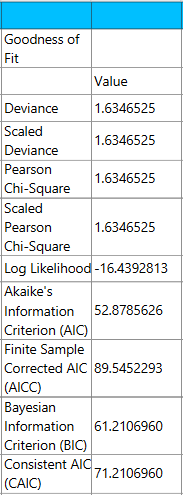 Goodness of
Fit
Value
Deviance 1.6346525
Scaled
Deviance 1.6346525
Pearson
Chi-Square 1.6346525
Scaled
Pearson 1.6346525
Chi-Square
Log Likelihood -16.4392813
Akaike's
Information 52.8785626
Criterion (AIC)
Finite Sample
Corrected AIC 89.5452293
(AICC)
Bayesian
Information 61.2106960
Criterion (BIC)
Consistent AIC 71.2106960
(CAIC)